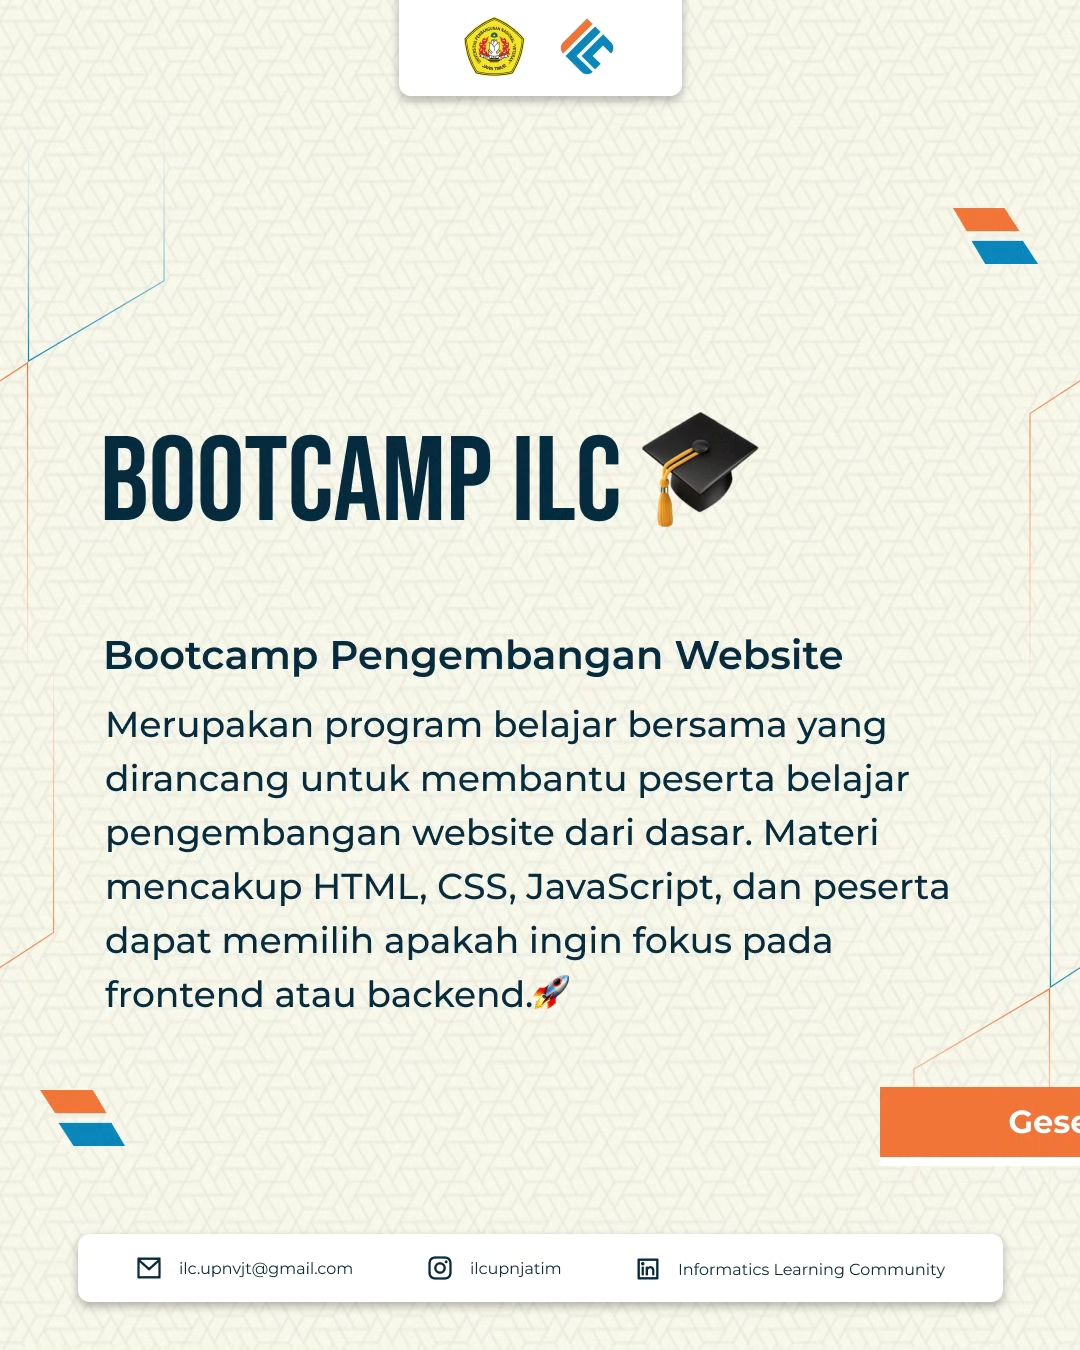 BOOTCAMP ILC 🎓
Bootcamp Pengembangan Website
Merupakan program belajar bersama yang
dirancang untuk membantu peserta belajar
pengembangan website dari dasar. Materi
mencakup HTML, CSS, JavaScript, dan peserta
dapat memilih apakah ingin fokus pada
frontend atau backend.🚀
Gese
ilc.upnvjt@gmail.com
ilcupnjatim
Informatics Learning Community